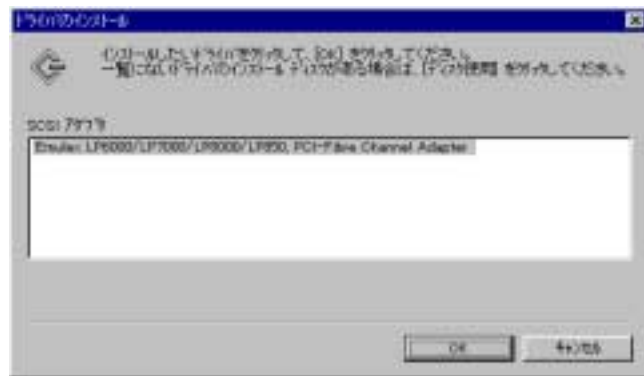 ドライバのインストール
インストールしたいドライバをクリックして、[OK] をクリックしてください。
一覧にないドライバのインストール ディスクがある場合は、[ディスク使用] をクリックしてください。
SCSI アダプタ
Emulex LP6000/LP7000/LP8000/LP850, PCI-Fibre Channel Adapter
OK
キャンセル